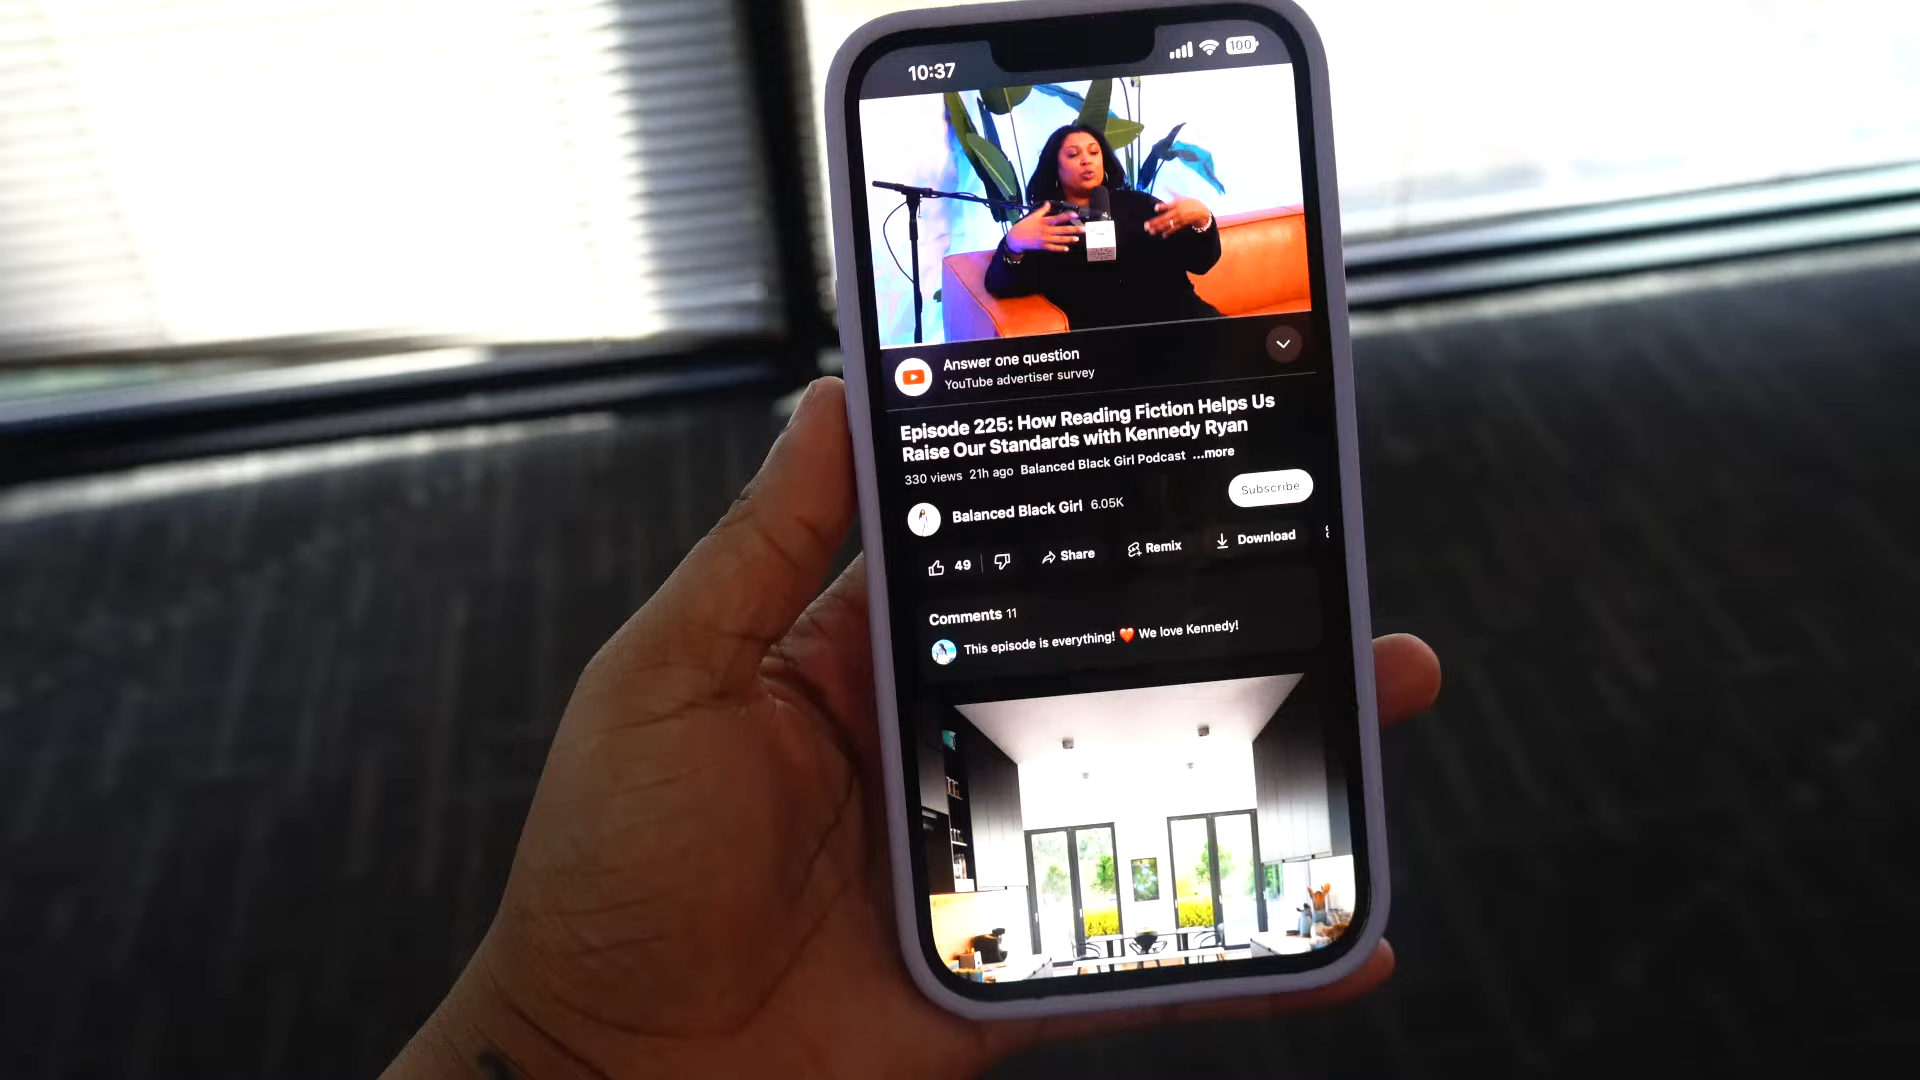 10:37
100
Answer one question
YouTube advertiser survey
Episode 225: How Reading Fiction Helps Us
Raise Our Standards with Kennedy Ryan
330 views 21h ago Balanced Black Girl Podcast ...more
Balanced Black Girl 6.05K
Subscribe
49
Share
Remix
Download
Comments 11
This episode is everything! ❤️ We love Kennedy!